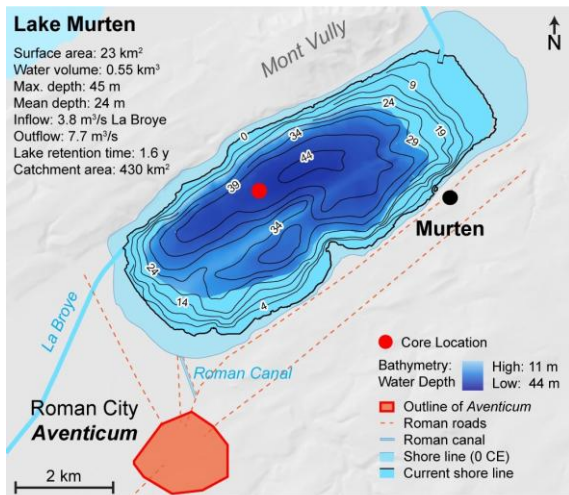 Lake Murten
Surface area: 23 km²
Water volume: 0.55 km³
Max. depth: 45 m
Mean depth: 24 m
Inflow: 3.8 m³/s La Broye
Outflow: 7.7 m³/s
Lake retention time: 1.6 y
Catchment area: 430 km²
Mont Vully
N
0
34
9
24
19
44
29
39
34
24
14
4
Murten
La Broye
Roman Canal
Roman City
Aventicum
2 km
Core Location
Bathymetry:
Water Depth
High: 11 m
Low: 44 m
Outline of Aventicum
Roman roads
Roman canal
Shore line (0 CE)
Current shore line